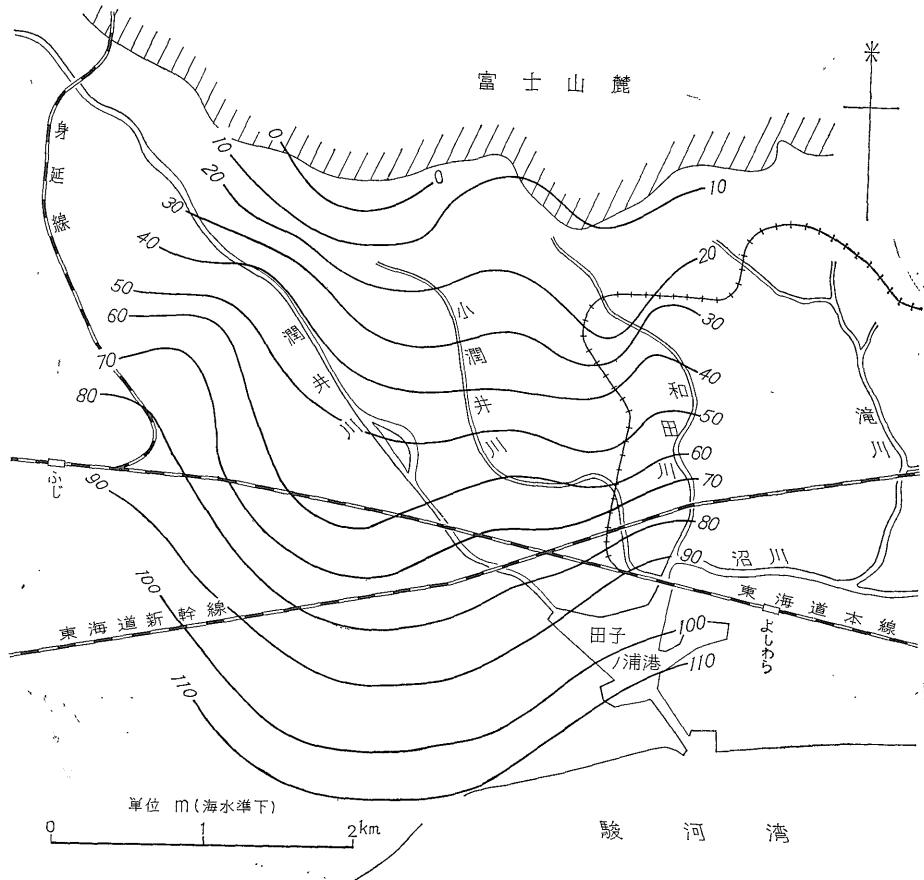 富士山麓
身延線
0
10
20
30
40
50
60
70
80
90
100
110
0
10
20
30
40
50
60
70
80
90
100
110
潤井川
小潤井川
和田川
滝川
沼川
ふじ
東海道新幹線
東海道本線
よしわら
田子
ノ浦港
単位 m(海水準下)
0 1 2km
駿河湾